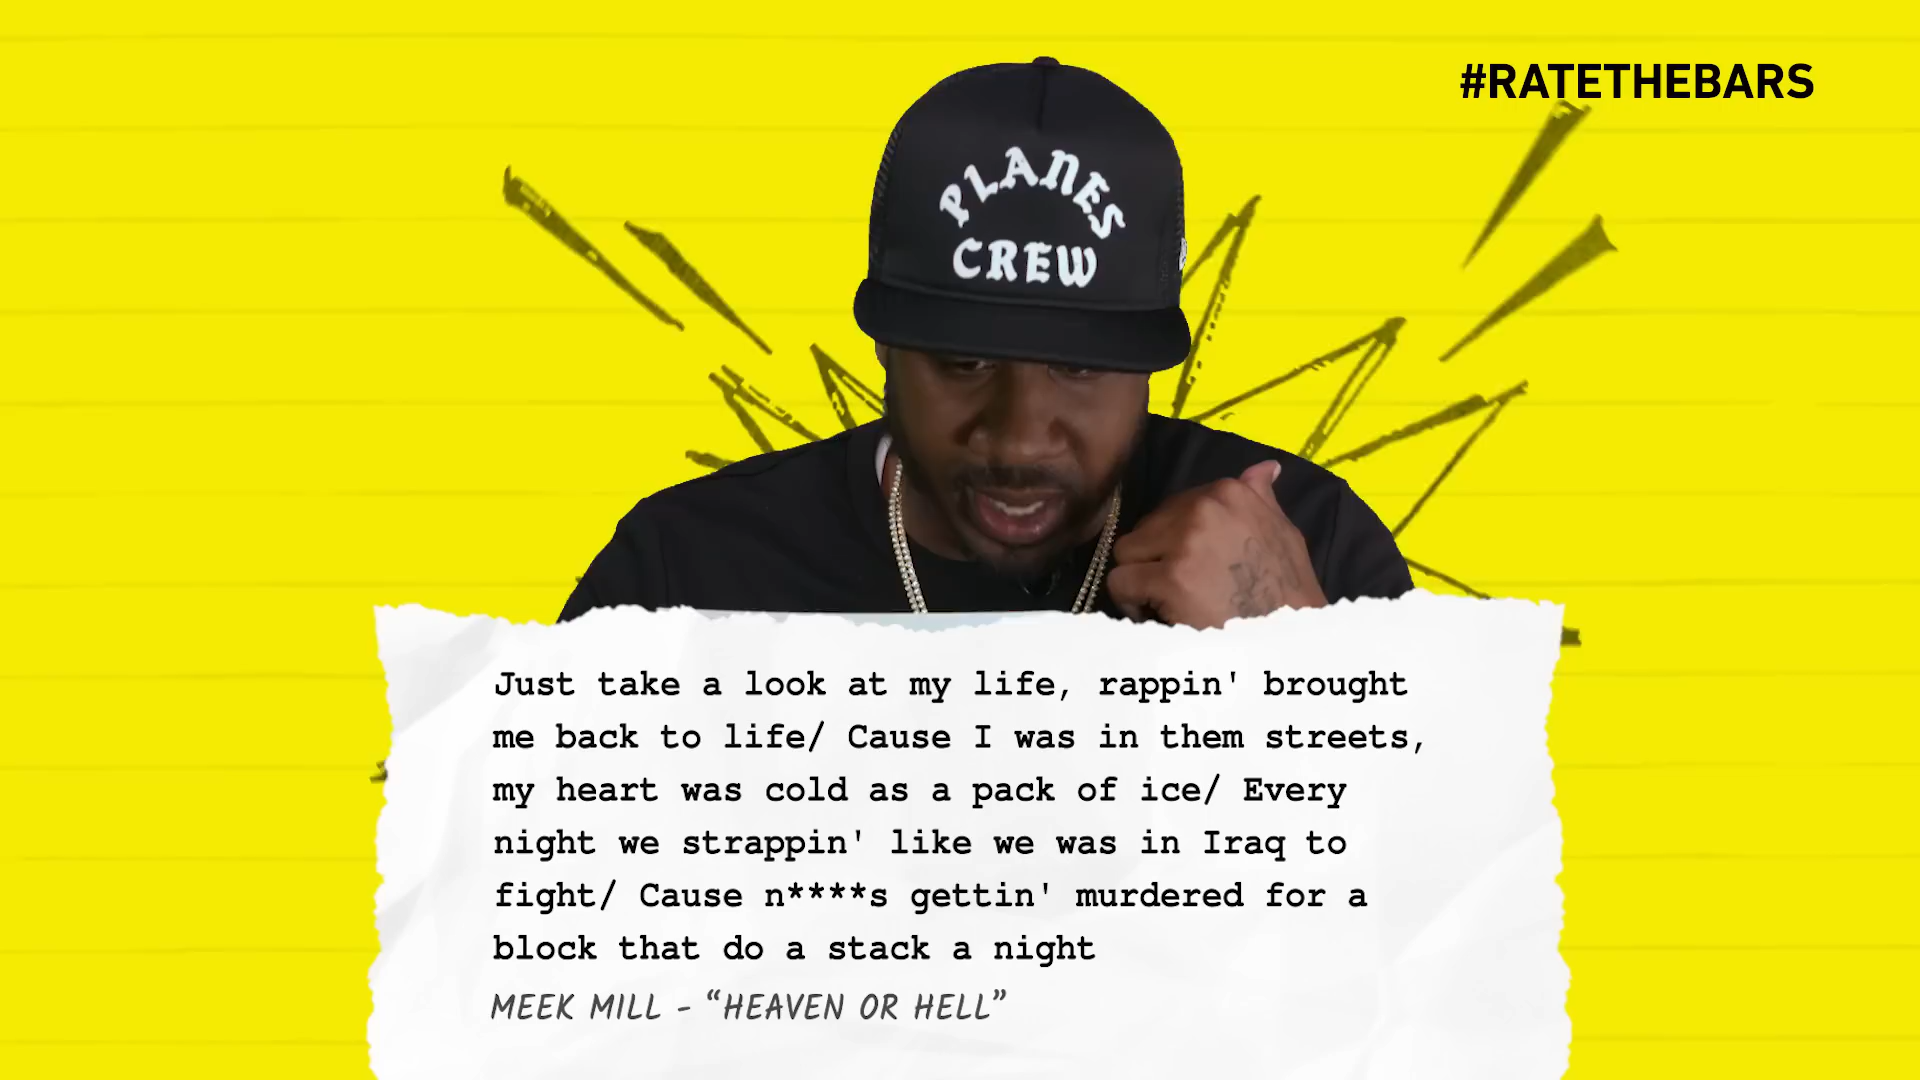 #RATETHEBARS
PLANES
CREW
Just take a look at my life, rappin' brought
me back to life/ Cause I was in them streets,
my heart was cold as a pack of ice/ Every
night we strappin' like we was in Iraq to
fight/ Cause n****s gettin' murdered for a
block that do a stack a night
MEEK MILL - “HEAVEN OR HELL”